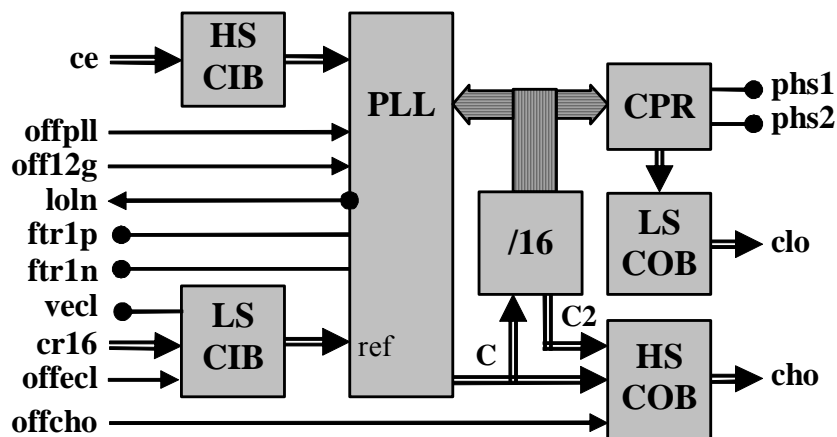 ce
HS
CIB
PLL
CPR
phs1
phs2
offpll
off12g
loln
ftr1p
ftr1n
/16
LS
COB
clo
vecl
cr16
offecl
LS
CIB
ref
C
C2
HS
COB
cho
offcho